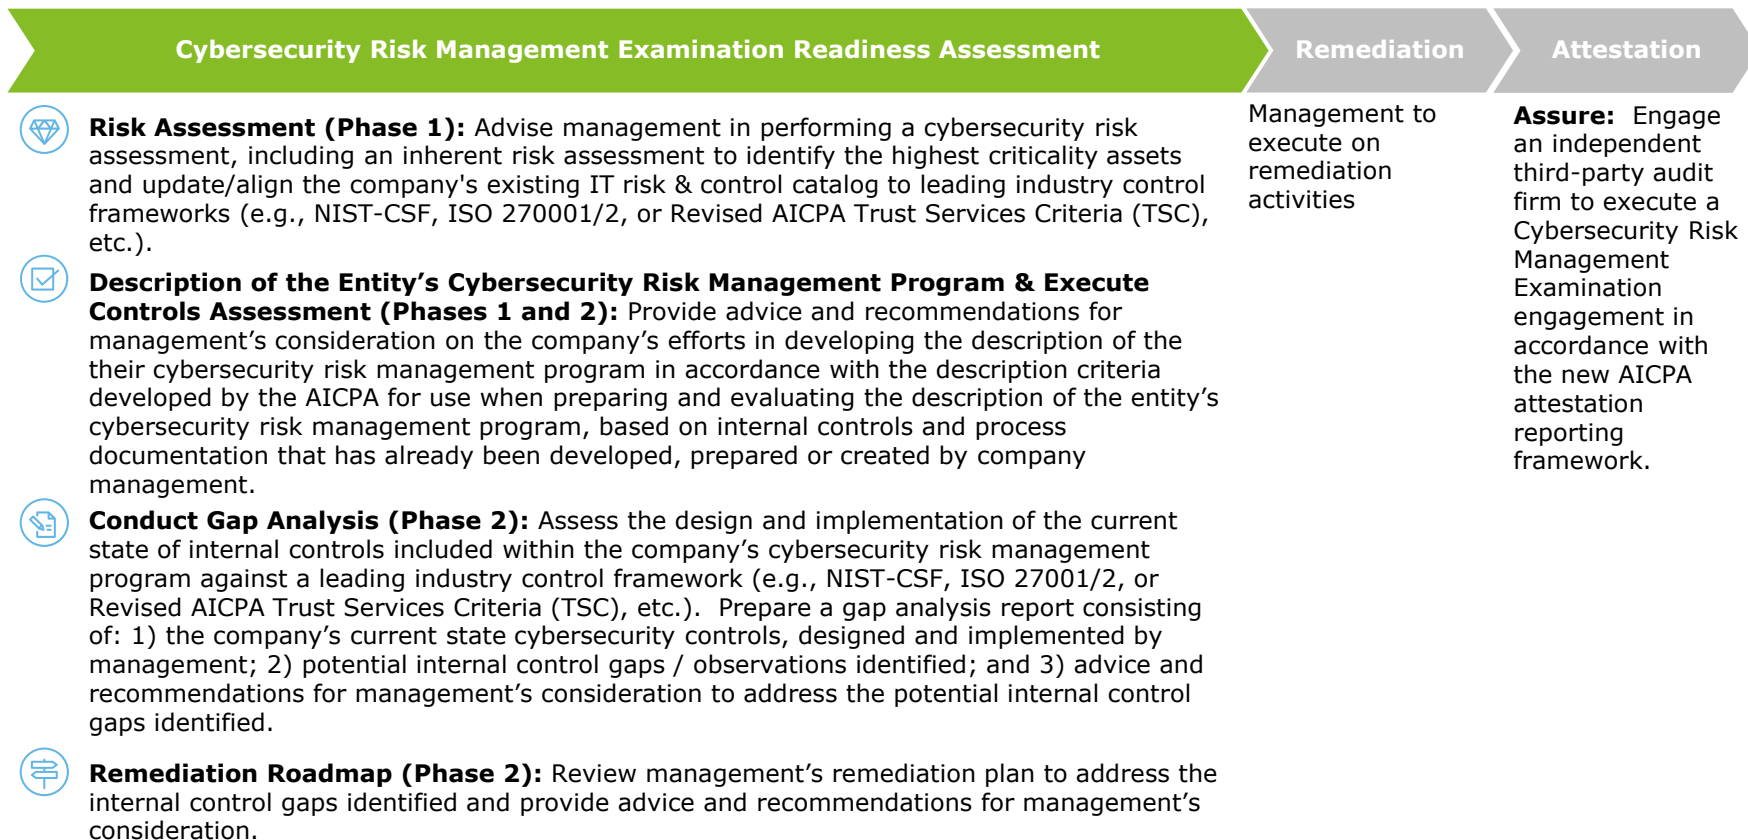 Cybersecurity Risk Management Examination Readiness Assessment
Remediation
Attestation
Risk Assessment (Phase 1): Advise management in performing a cybersecurity risk
assessment, including an inherent risk assessment to identify the highest criticality assets
and update/align the company's existing IT risk & control catalog to leading industry control
frameworks (e.g., NIST-CSF, ISO 270001/2, or Revised AICPA Trust Services Criteria (TSC),
etc.).
Description of the Entity’s Cybersecurity Risk Management Program & Execute
Controls Assessment (Phases 1 and 2): Provide advice and recommendations for
management’s consideration on the company’s efforts in developing the description of the
their cybersecurity risk management program in accordance with the description criteria
developed by the AICPA for use when preparing and evaluating the description of the entity’s
cybersecurity risk management program, based on internal controls and process
documentation that has already been developed, prepared or created by company
management.
Conduct Gap Analysis (Phase 2): Assess the design and implementation of the current
state of internal controls included within the company’s cybersecurity risk management
program against a leading industry control framework (e.g., NIST-CSF, ISO 27001/2, or
Revised AICPA Trust Services Criteria (TSC), etc.).  Prepare a gap analysis report consisting
of: 1) the company’s current state cybersecurity controls, designed and implemented by
management; 2) potential internal control gaps / observations identified; and 3) advice and
recommendations for management’s consideration to address the potential internal control
gaps identified.
Remediation Roadmap (Phase 2): Review management’s remediation plan to address the
internal control gaps identified and provide advice and recommendations for management’s
consideration.
Management to
execute on
remediation
activities
Assure:  Engage
an independent
third-party audit
firm to execute a
Cybersecurity Risk
Management
Examination
engagement in
accordance with
the new AICPA
attestation
reporting
framework.